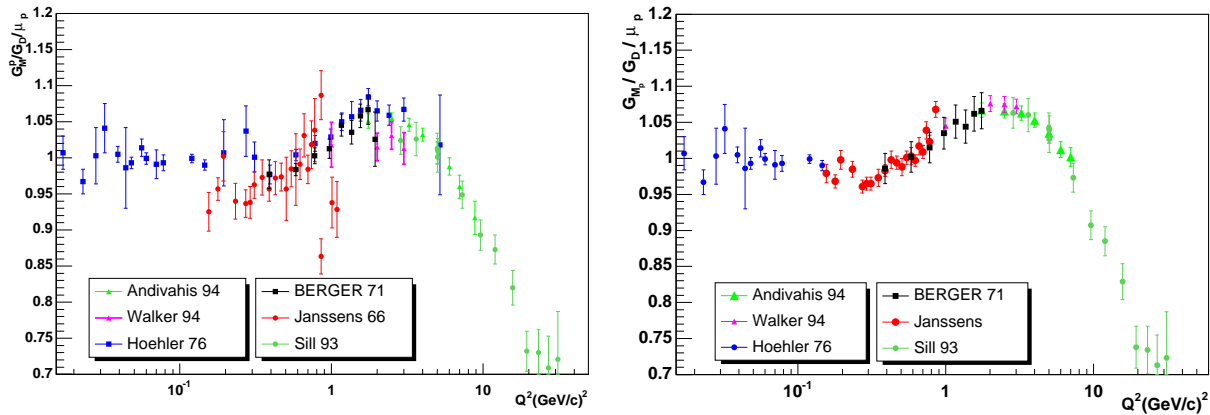 G_M^p/G_D/μ_p
1.2
1.15
1.1
1.05
1
0.95
0.9
0.85
0.8
0.75
0.7
Andivahis 94
Walker 94
Hoehler 76
BERGER 71
Janssens 66
Sill 93
10^-1
1
10
Q^2(GeV/c)^2
G_Mp/ G_D / μ_p
1.2
1.15
1.1
1.05
1
0.95
0.9
0.85
0.8
0.75
0.7
Andivahis 94
Walker 94
Hoehler 76
BERGER 71
Janssens
Sill 93
10^-1
1
10
Q^2(GeV/c)^2